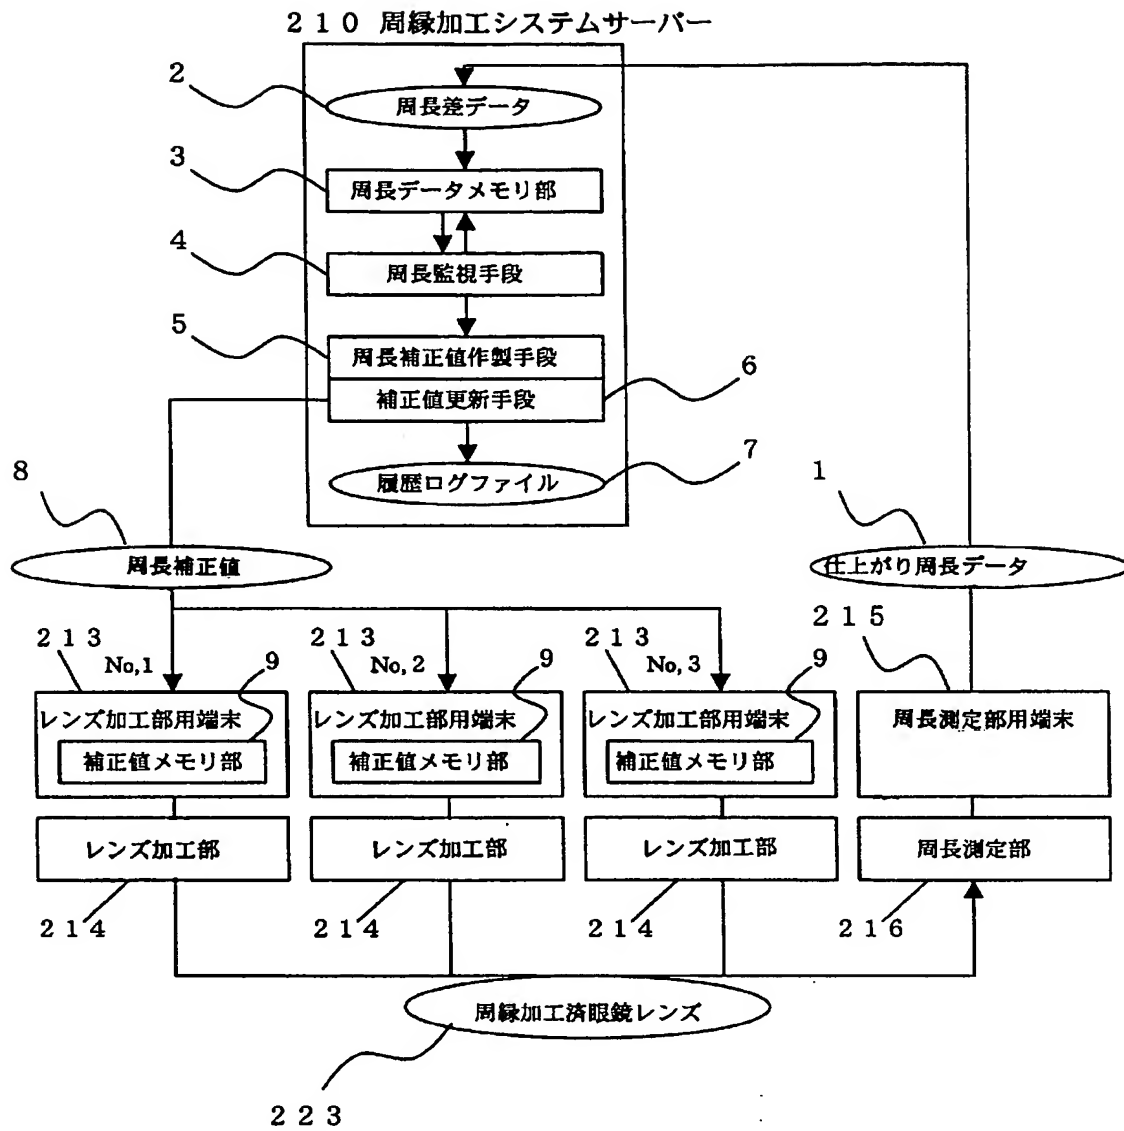 210 周縁加工システムサーバー
2
周長差データ
3
周長データメモリ部
4
周長監視手段
5
周長補正値作製手段
6
補正値更新手段
7
履歴ログファイル
8
周長補正値
1
仕上がり周長データ
213
No,1
9
213
No,2
9
213
No,3
9
215
レンズ加工部用端末
レンズ加工部用端末
レンズ加工部用端末
周長測定部用端末
補正値メモリ部
補正値メモリ部
補正値メモリ部
レンズ加工部
レンズ加工部
レンズ加工部
周長測定部
214
214
214
216
周縁加工済眼鏡レンズ
223